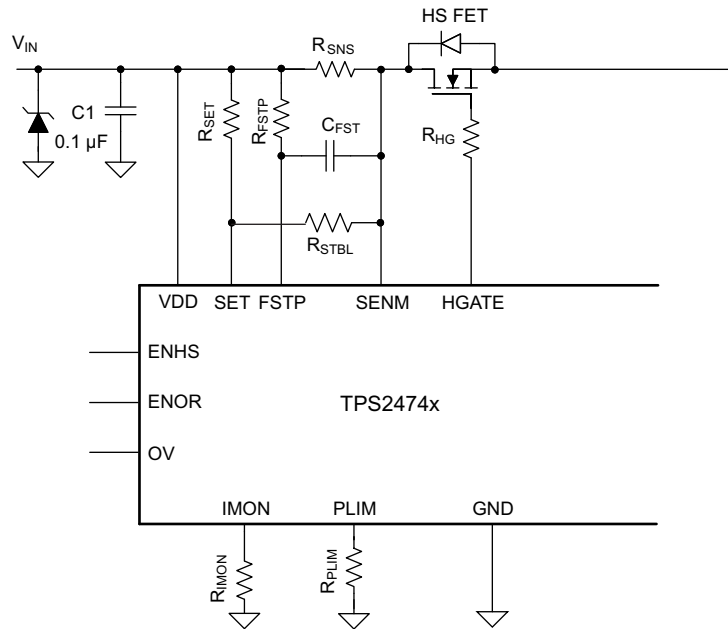 HS FET
VIN
RSNS
C1
0.1 µF
RSET
RFSTP
CFST
RHG
RSTBL
VDD SET FSTP SENM HGATE
ENHS
ENOR
TPS2474x
OV
IMON PLIM GND
RIMON
RPLIM